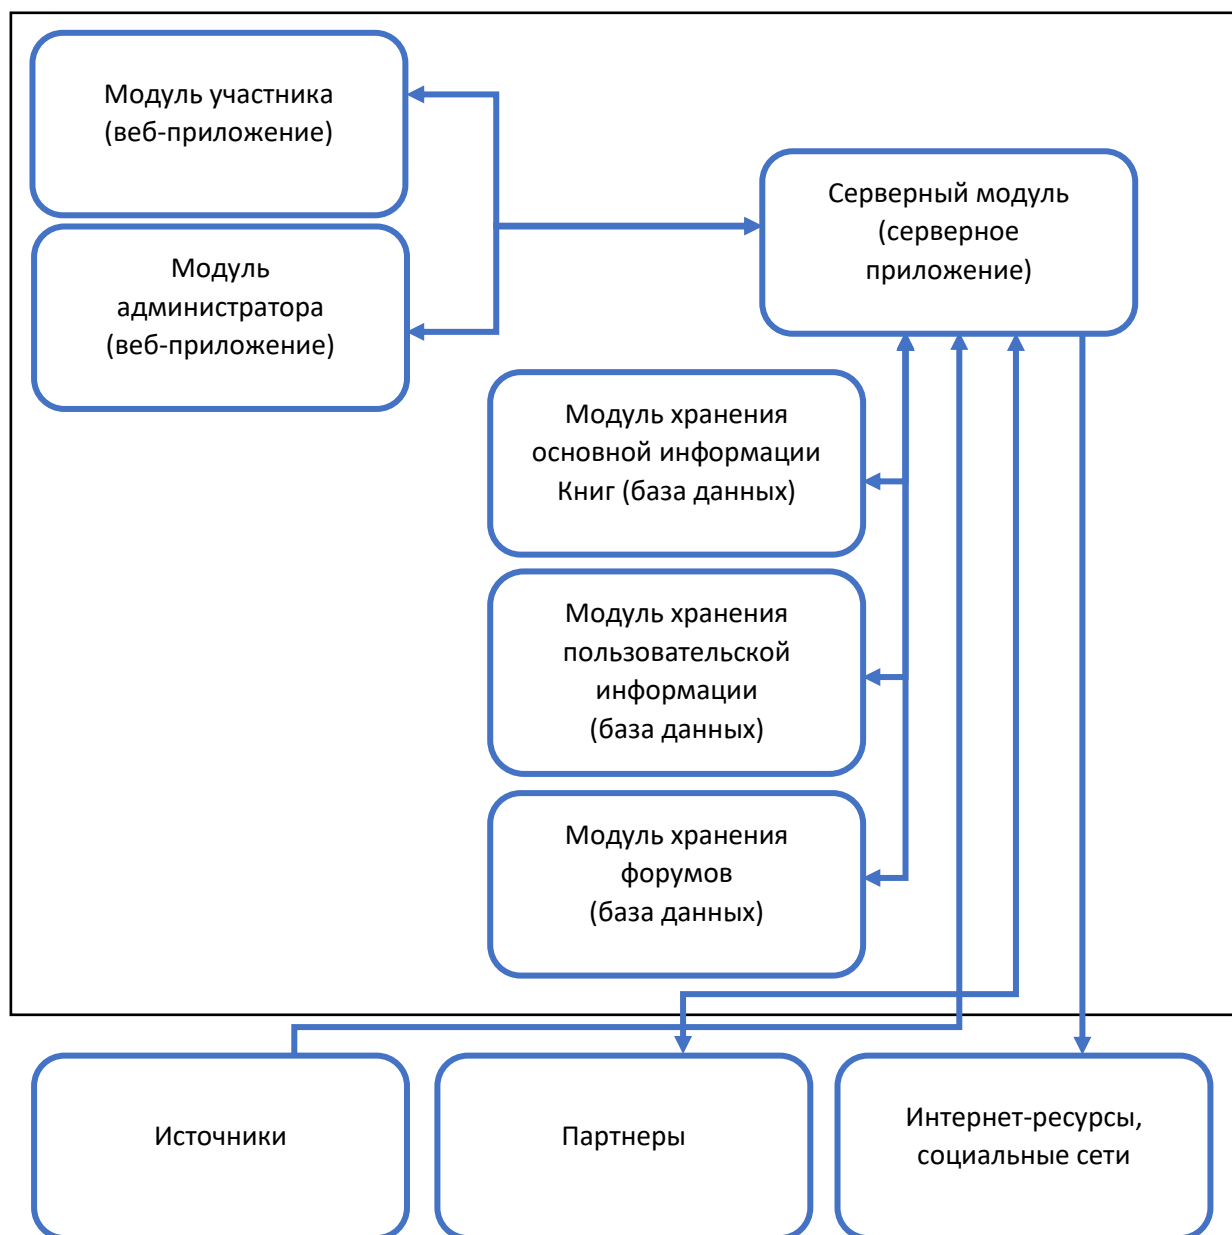 Модуль участника
(веб-приложение)
Модуль
администратора
(веб-приложение)
Серверный модуль
(серверное
приложение)
Модуль хранения
основной информации
Книг (база данных)
Модуль хранения
пользовательской
информации
(база данных)
Модуль хранения
форумов
(база данных)
Источники
Партнеры
Интернет-ресурсы,
социальные сети